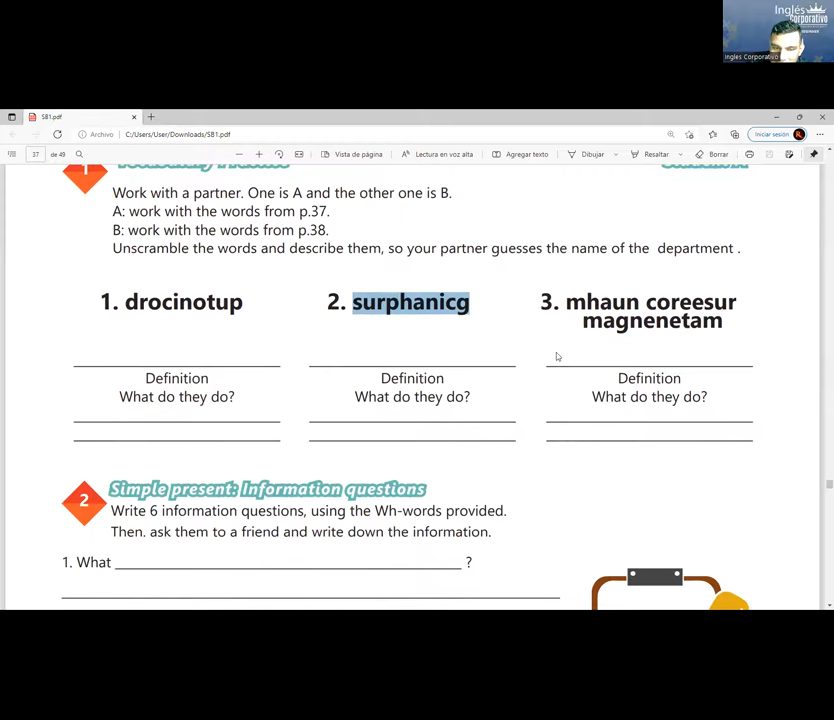 Inglés
Corporativo
BEGINNER
Ingles Corporativo
SB1.pdf
Archivo C:/Users/User/Downloads/SB1.pdf
Iniciar sesión R
37 de 49 Vista de página Lectura en voz alta Agregar texto Dibujar Resaltar Borrar
1 Vocabulary Practice Student A
Work with a partner. One is A and the other one is B.
A: work with the words from p.37.
B: work with the words from p.38.
Unscramble the words and describe them, so your partner guesses the name of the department .
1. drocinotup 2. surphanicg 3. mhaun coreesur
magnenetam
Definition Definition Definition
What do they do? What do they do? What do they do?
2 Simple present: Information questions
Write 6 information questions, using the Wh-words provided.
Then. ask them to a friend and write down the information.
1. What ?